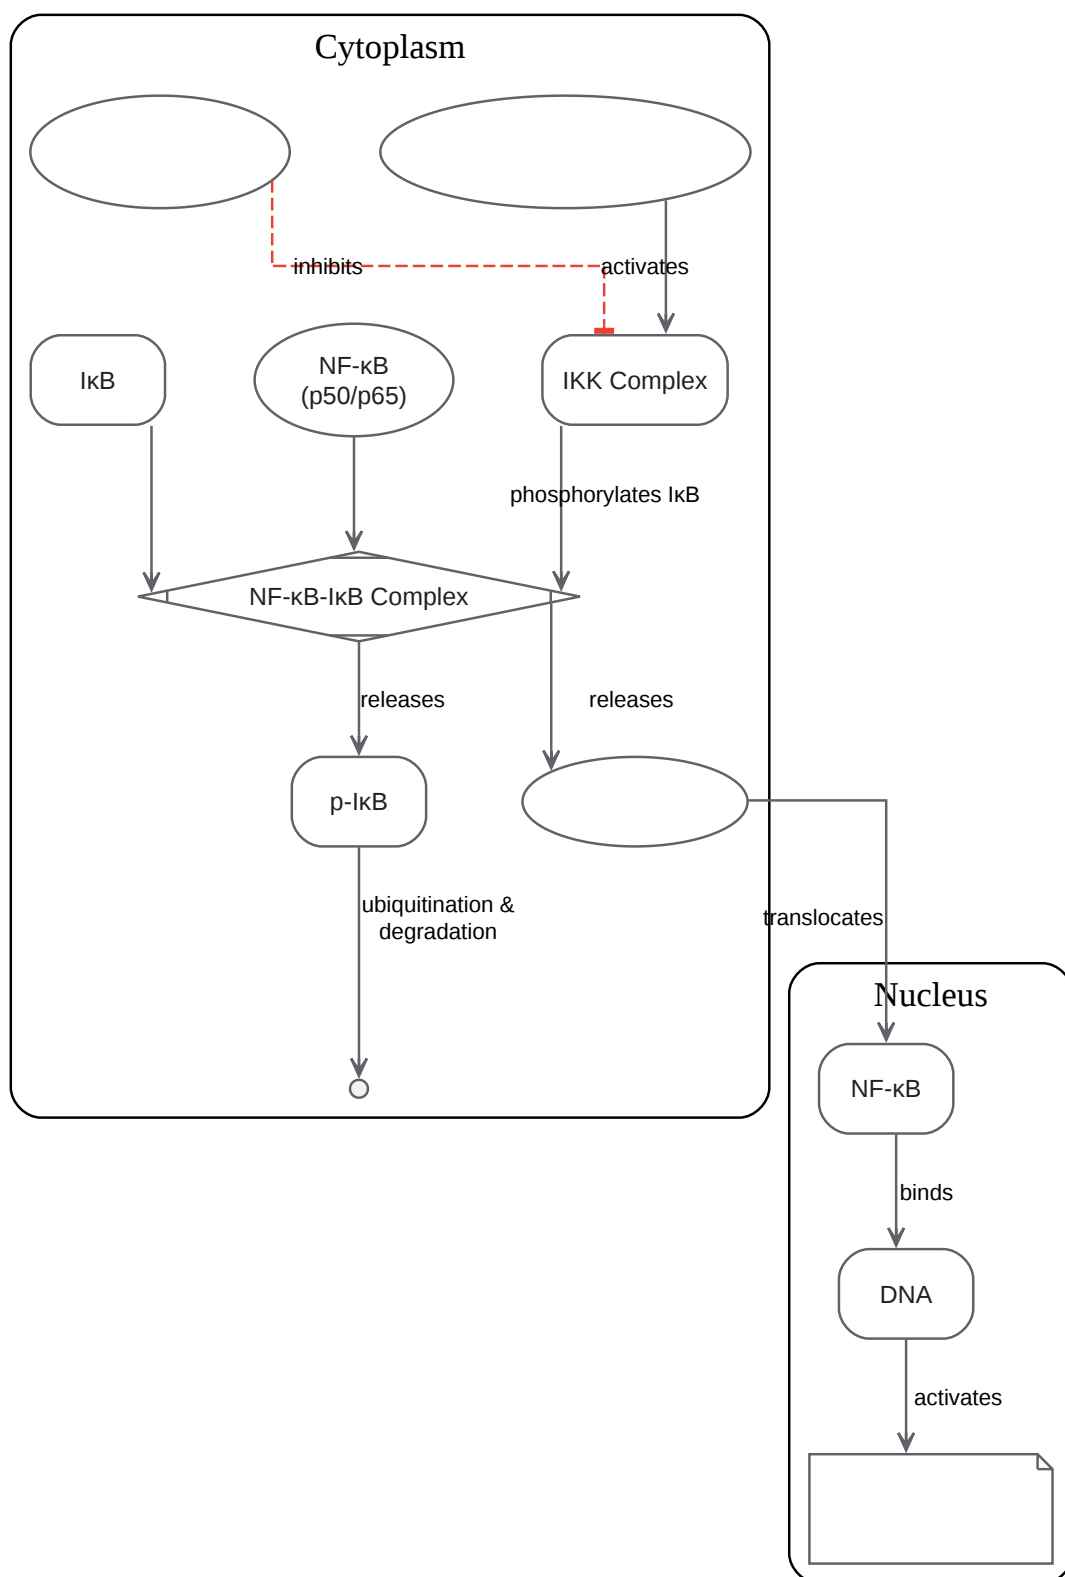 Cytoplasm
inhibits
activates
IκB
NF-κB
(p50/p65)
IKK Complex
phosphorylates IκB
NF-κB-IκB Complex
releases
releases
p-IκB
ubiquitination &
degradation
translocates
Nucleus
NF-κB
binds
DNA
activates